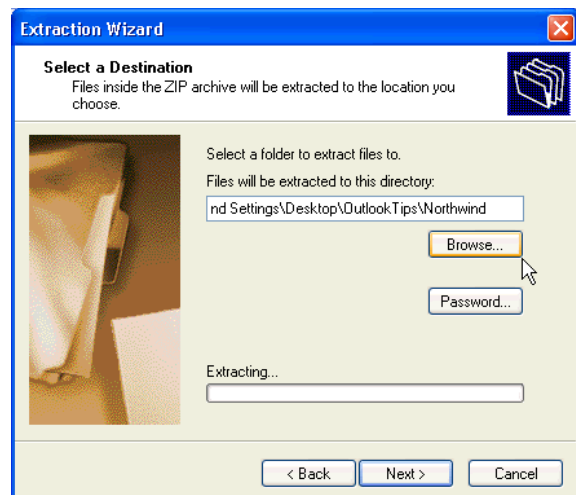 Extraction Wizard
Select a Destination
Files inside the ZIP archive will be extracted to the location you
choose.
Select a folder to extract files to.
Files will be extracted to this directory:
nd Settings\Desktop\OutlookTips\Northwind
Browse...
Password...
Extracting...
< Back
Next >
Cancel